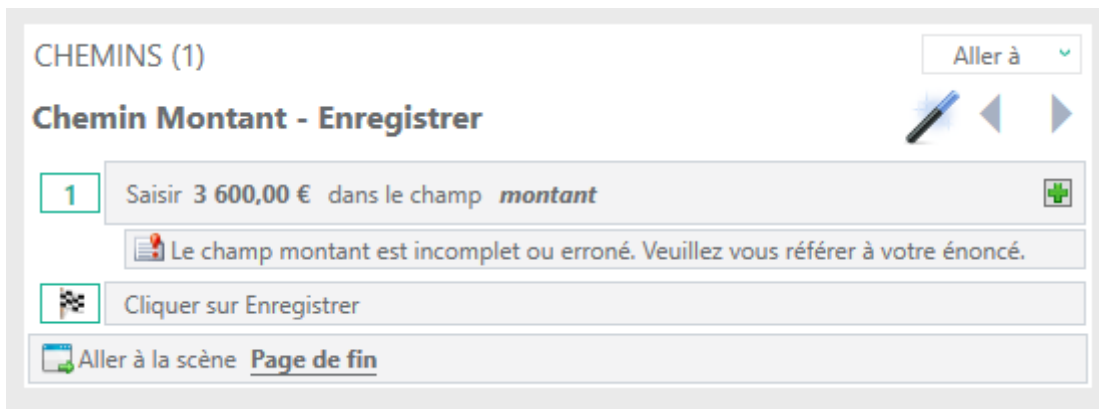 CHEMINS (1)
Aller à
Chemin Montant - Enregistrer
1
Saisir 3 600,00 € dans le champ montant
Le champ montant est incomplet ou erroné. Veuillez vous référer à votre énoncé.
Cliquer sur Enregistrer
Aller à la scène Page de fin